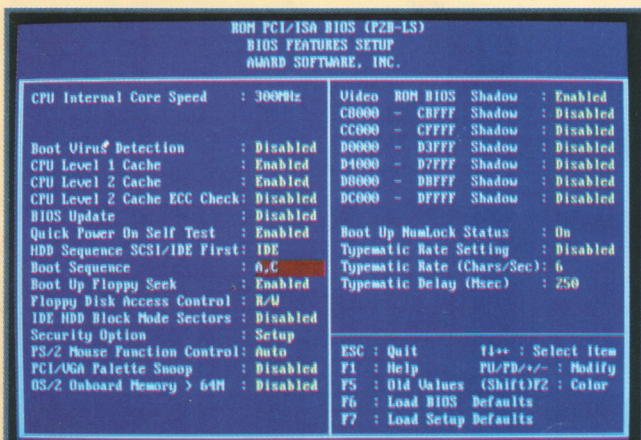 ROM PCI/ISA BIOS (P2B-LS)
BIOS FEATURES SETUP
AWARD SOFTWARE, INC.
CPU Internal Core Speed : 300MHz
Boot Virus Detection : Disabled
CPU Level 1 Cache : Enabled
CPU Level 2 Cache : Enabled
CPU Level 2 Cache ECC Check: Disabled
BIOS Update : Disabled
Quick Power On Self Test : Enabled
HDD Sequence SCSI/IDE First: IDE
Boot Sequence : A,C
Boot Up Floppy Seek : Enabled
Floppy Disk Access Control : R/W
IDE HDD Block Mode Sectors : Disabled
Security Option : Setup
PS/2 Mouse Function Control: Auto
PCI/VGA Palette Snoop : Disabled
OS/2 Onboard Memory > 64M : Disabled
Video ROM BIOS Shadow : Enabled
C8000 - CBFFF Shadow : Disabled
CC000 - CFFFF Shadow : Disabled
D0000 - D3FFF Shadow : Disabled
D4000 - D7FFF Shadow : Disabled
D8000 - DBFFF Shadow : Disabled
DC000 - DFFFF Shadow : Disabled
Boot Up NumLock Status : On
Typematic Rate Setting : Disabled
Typematic Rate (Chars/Sec): 6
Typematic Delay (Msec) : 250
ESC : Quit ↑↓→← : Select Item
F1 : Help PU/PD/+/- : Modify
F5 : Old Values (Shift)F2 : Color
F6 : Load BIOS Defaults
F7 : Load Setup Defaults